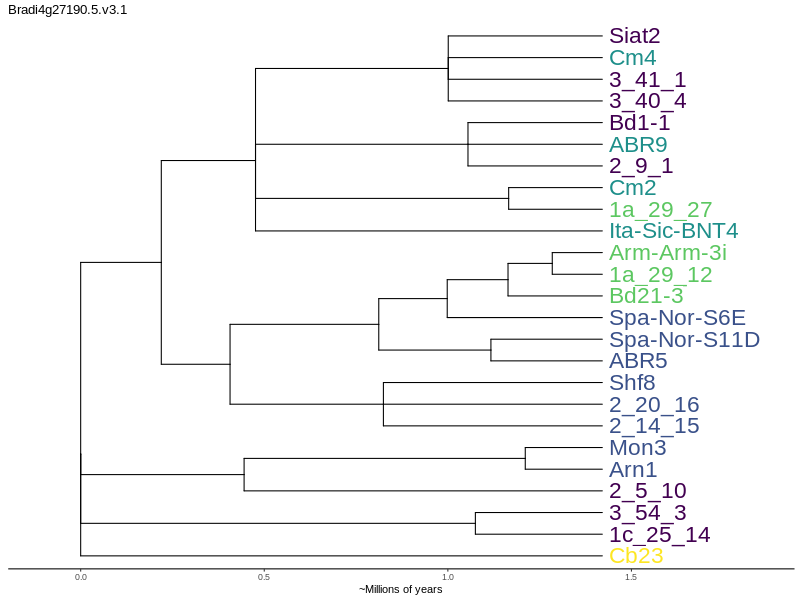 Bradi4g27190.5.v3.1
Siat2
Cm4
3_41_1
3_40_4
Bd1-1
ABR9
2_9_1
Cm2
1a_29_27
Ita-Sic-BNT4
Arm-Arm-3i
1a_29_12
Bd21-3
Spa-Nor-S6E
Spa-Nor-S11D
ABR5
Shf8
2_20_16
2_14_15
Mon3
Arn1
2_5_10
3_54_3
1c_25_14
Cb23
0.0 0.5 1.0 1.5
~Millions of years